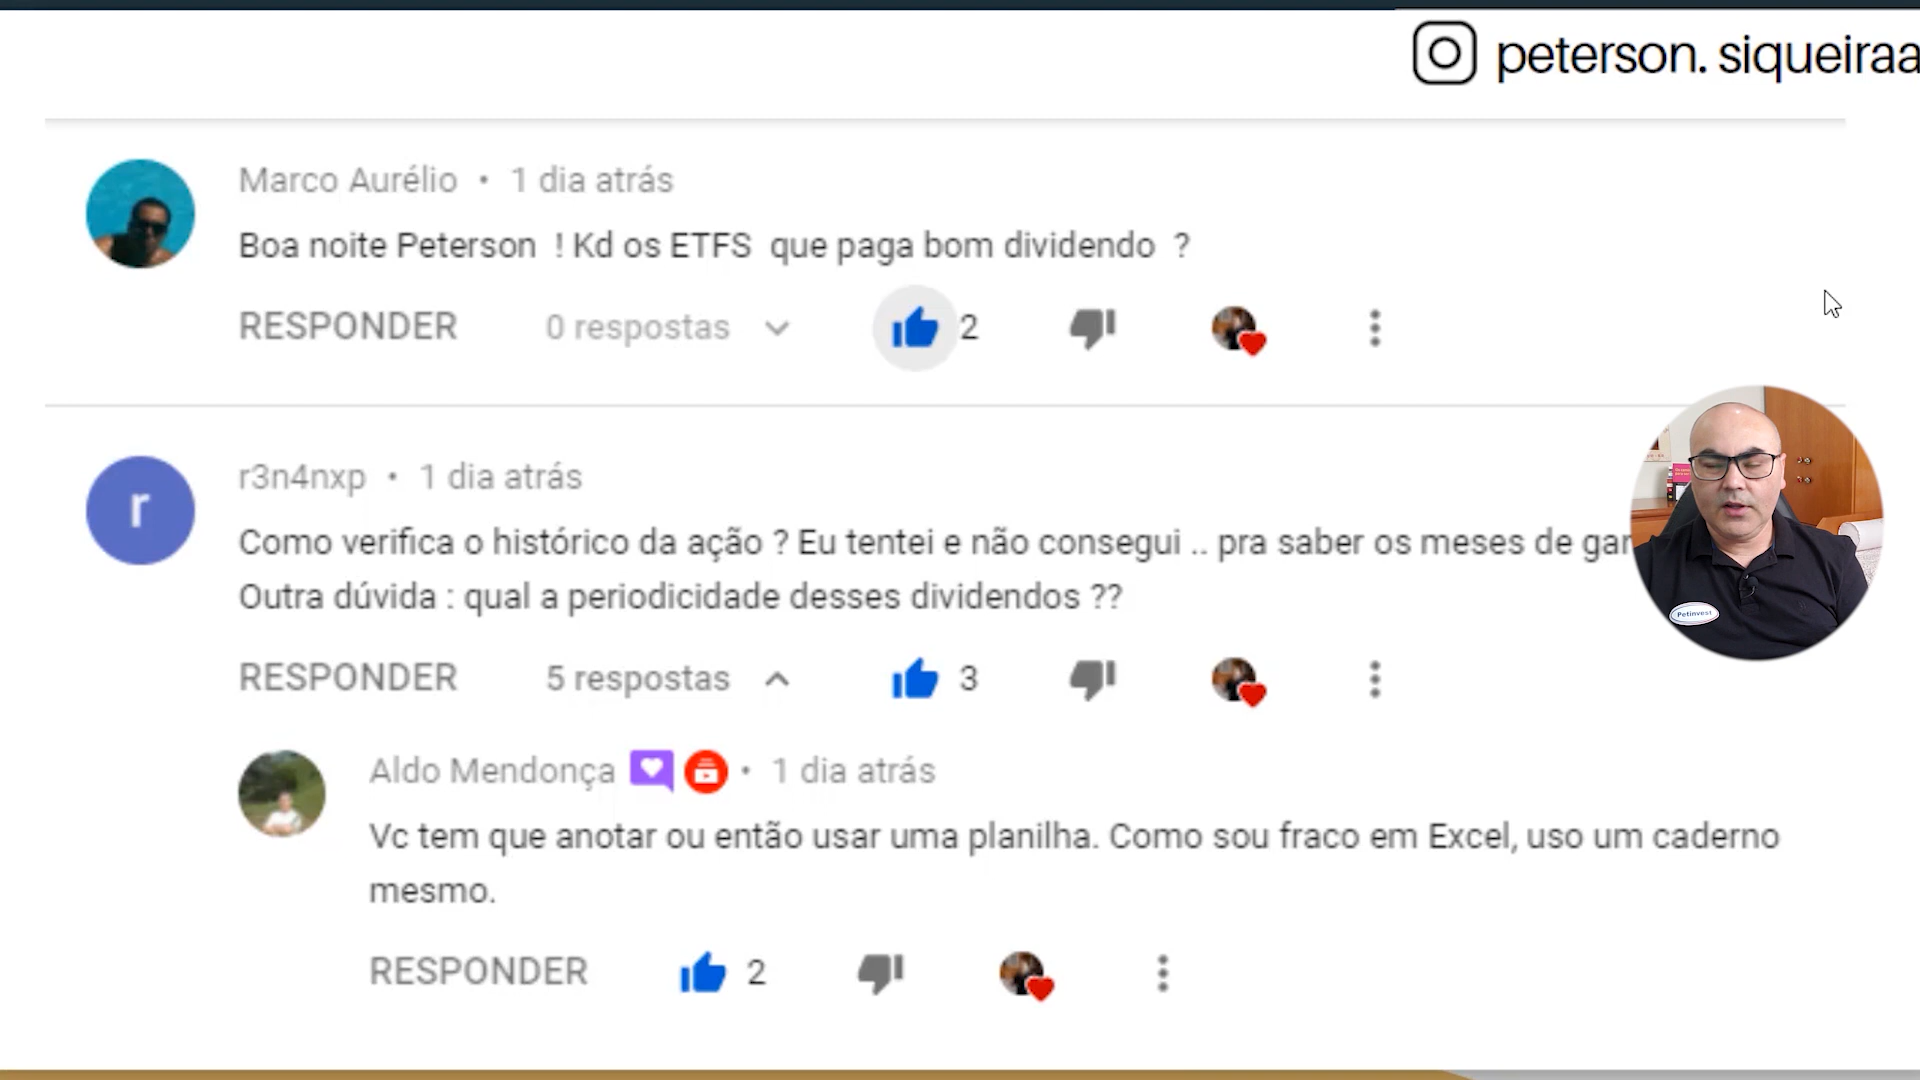 peterson. siqueiraa
Marco Aurélio • 1 dia atrás
Boa noite Peterson ! Kd os ETFS que paga bom dividendo ?
RESPONDER 0 respostas 2
r
r3n4nxp • 1 dia atrás
Como verifica o histórico da ação ? Eu tentei e não consegui .. pra saber os meses de
Outra dúvida : qual a periodicidade desses dividendos ??
RESPONDER 5 respostas 3
Aldo Mendonça • 1 dia atrás
Vc tem que anotar ou então usar uma planilha. Como sou fraco em Excel, uso um caderno
mesmo.
RESPONDER 2
Petinvest